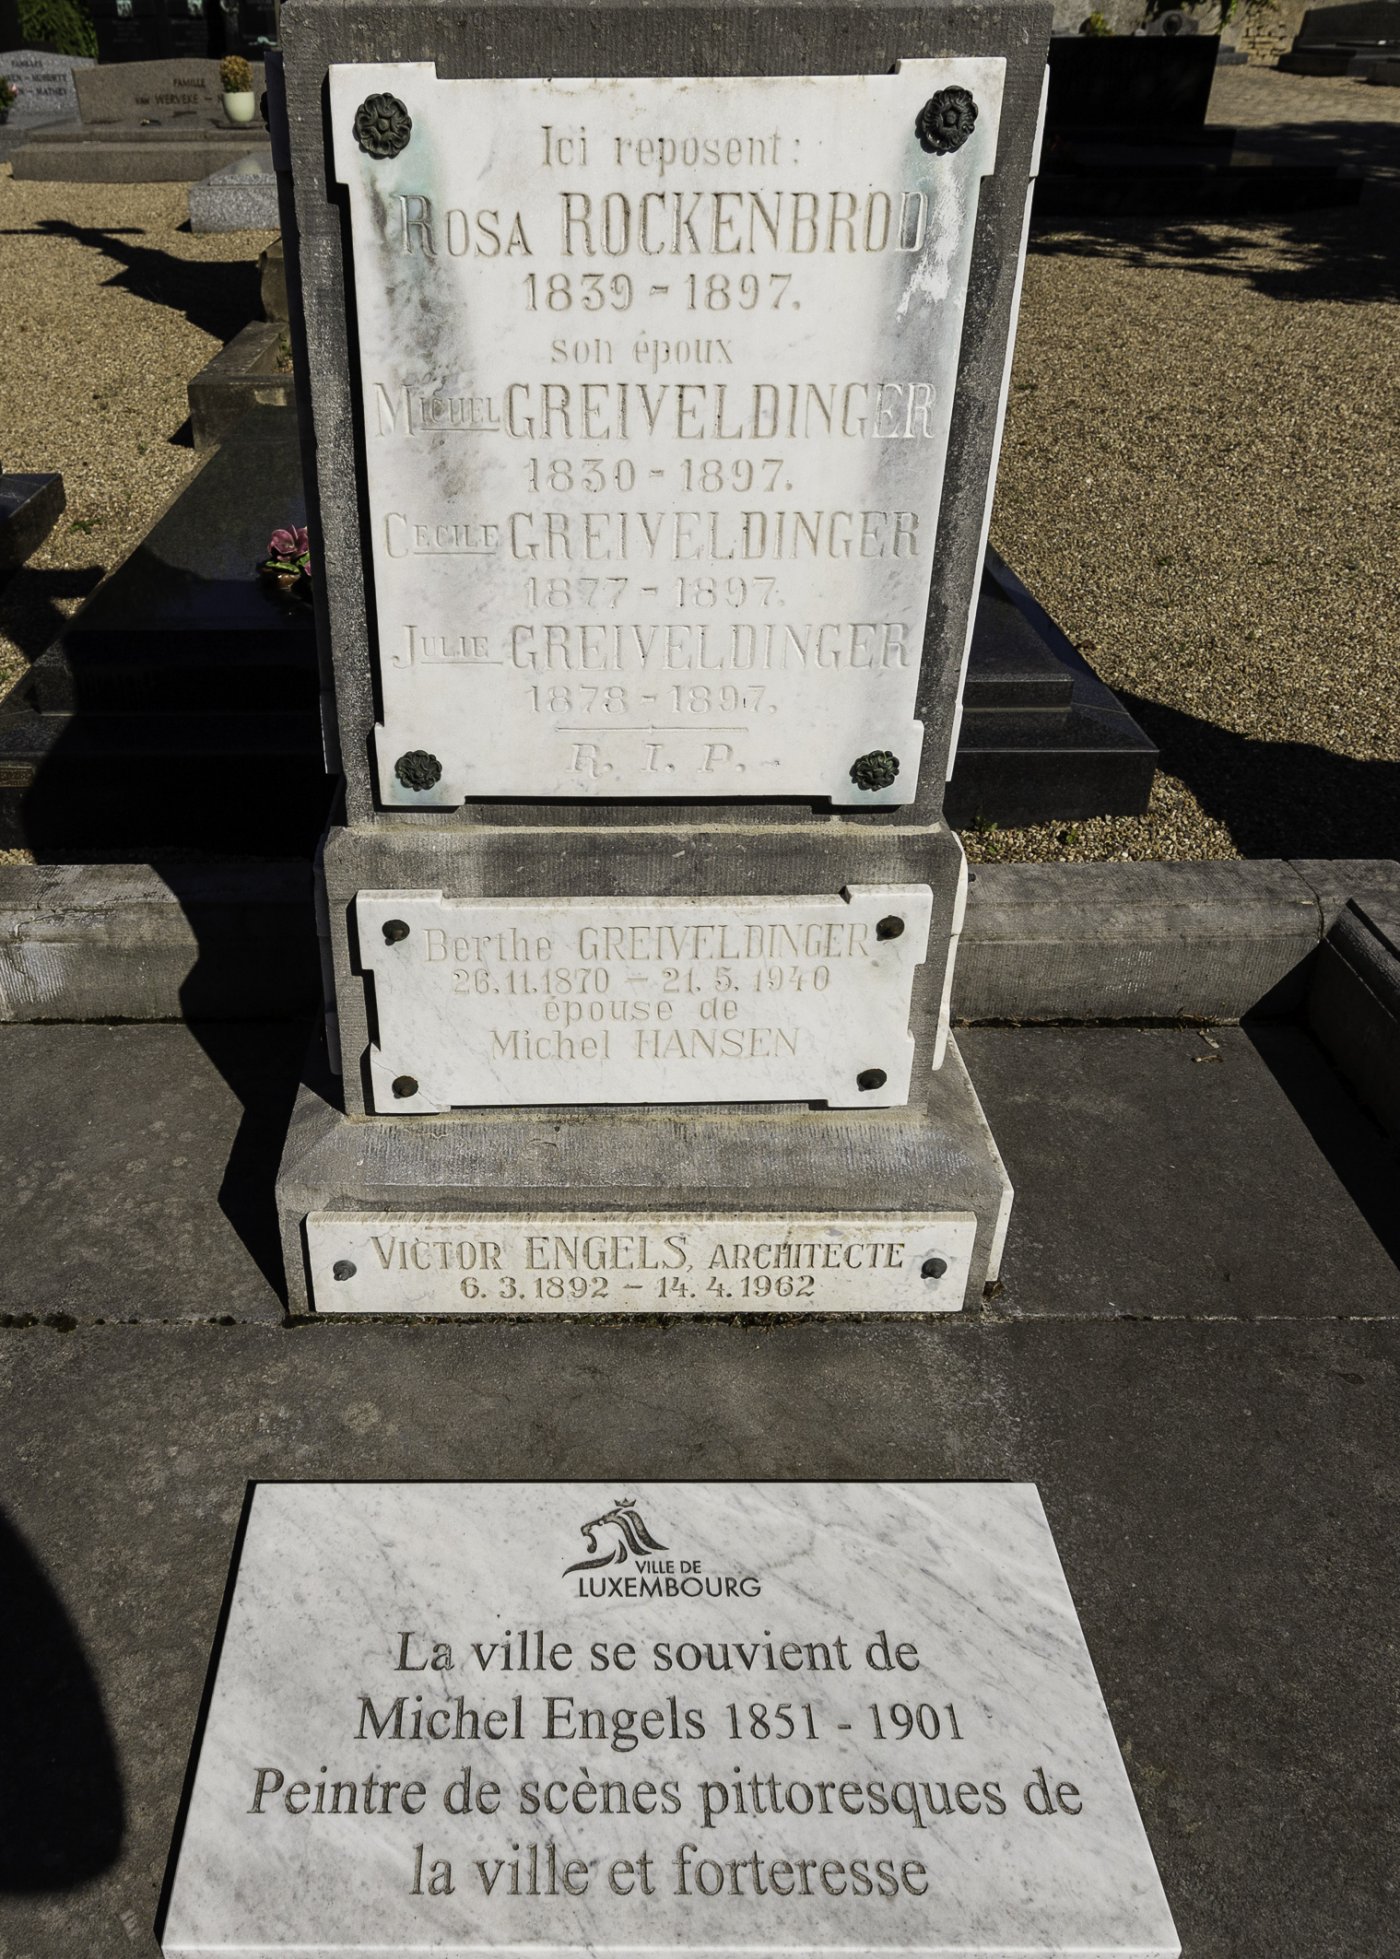 FAMILLE
VAN WERVEKE -
Ici reposent:
ROSA ROCKENBROD
1839 - 1897.
son époux
MICHEL GREIVELDINGER
1830 - 1897.
CECILE GREIVELDINGER
1877 - 1897.
JULIE GREIVELDINGER
1878 - 1897.
R. I. P.
Berthe GREIVELDINGER
26.11.1870 - 21.5.1940
épouse de
Michel HANSEN
VICTOR ENGELS, ARCHITECTE
6.3.1892 - 14.4.1962
VILLE DE
LUXEMBOURG
La ville se souvient de
Michel Engels 1851 - 1901
Peintre de scènes pittoresques de
la ville et forteresse